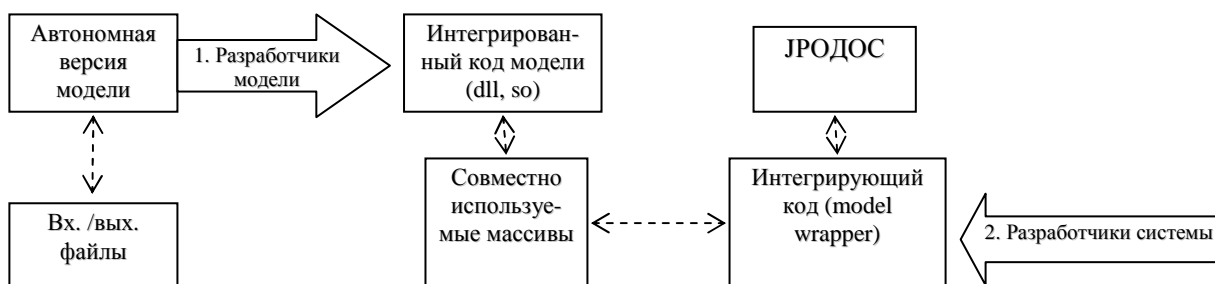 Автономная
версия
модели
1. Разработчики
модели
Интегрирован-
ный код модели
(dll, so)
JРОДОС
Вх. /вых.
файлы
Совместно
используе-
мые массивы
Интегрирующий
код (model
wrapper)
2. Разработчики системы